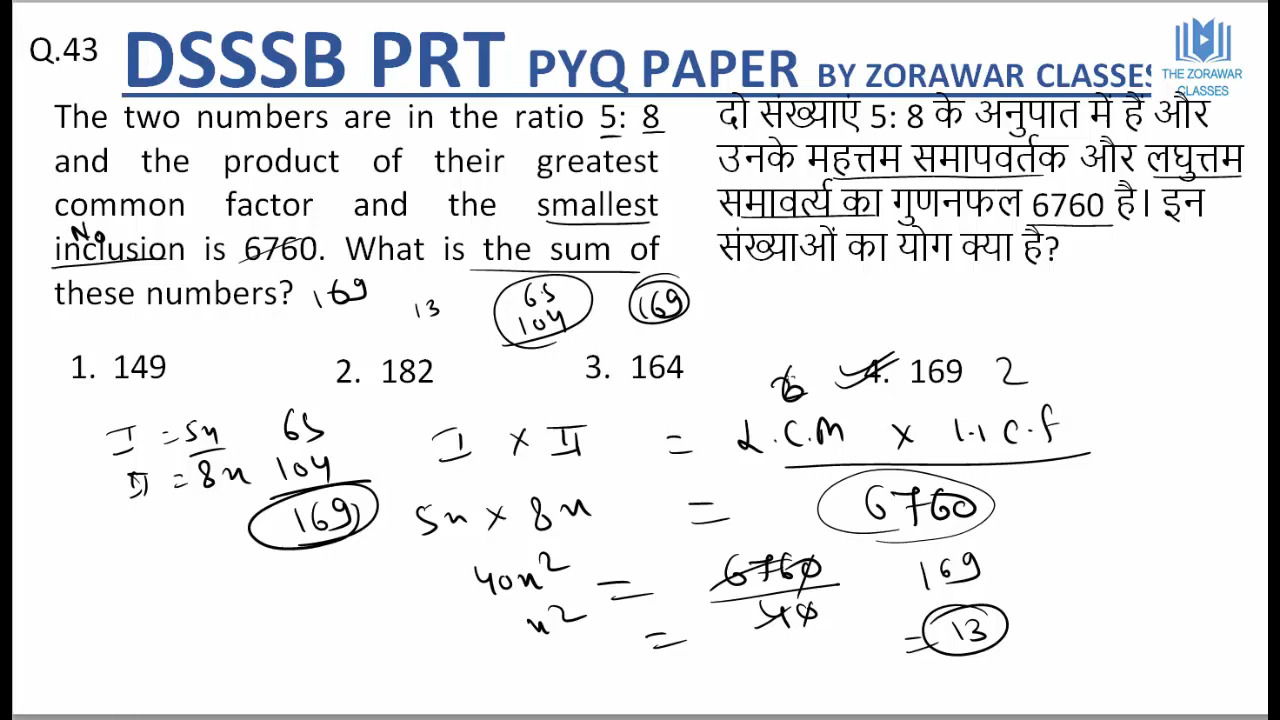 Q.43
DSSSB PRT PYQ PAPER BY ZORAWAR CLASSES
THE ZORAWAR
CLASSES
The two numbers are in the ratio 5: 8
and the product of their greatest
common factor and the smallest
No
inclusion is 6760. What is the sum of
these numbers? 169
13
65
104
169
दो संख्याएं 5: 8 के अनुपात में हैं और
उनके महत्तम समापवर्तक और लघुत्तम
समावर्त्य का गुणनफल 6760 है। इन
संख्याओं का योग क्या है?
1. 149
2. 182
3. 164
4. 169 2
I = 5x 65
II = 8x 104
169
I × II = L.C.M × H.C.F
5x × 8x = 6760
40x² = 6760 169
x² 40
= = 13